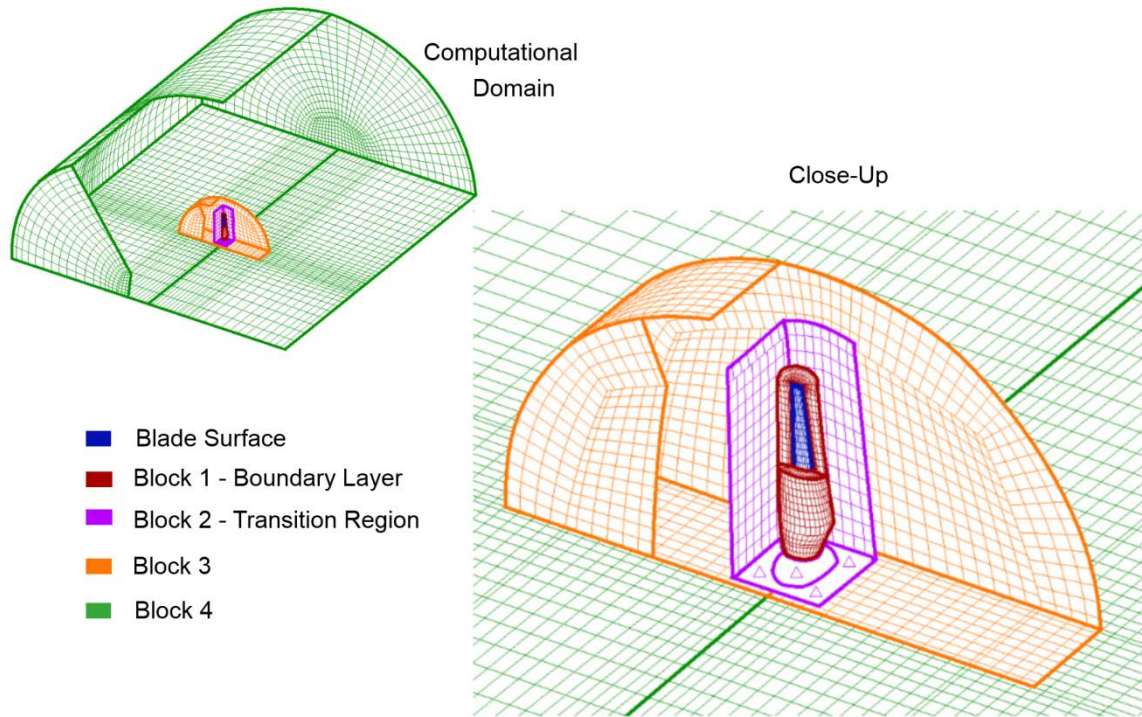 Computational
Domain
Close-Up
Blade Surface
Block 1 - Boundary Layer
Block 2 - Transition Region
Block 3
Block 4